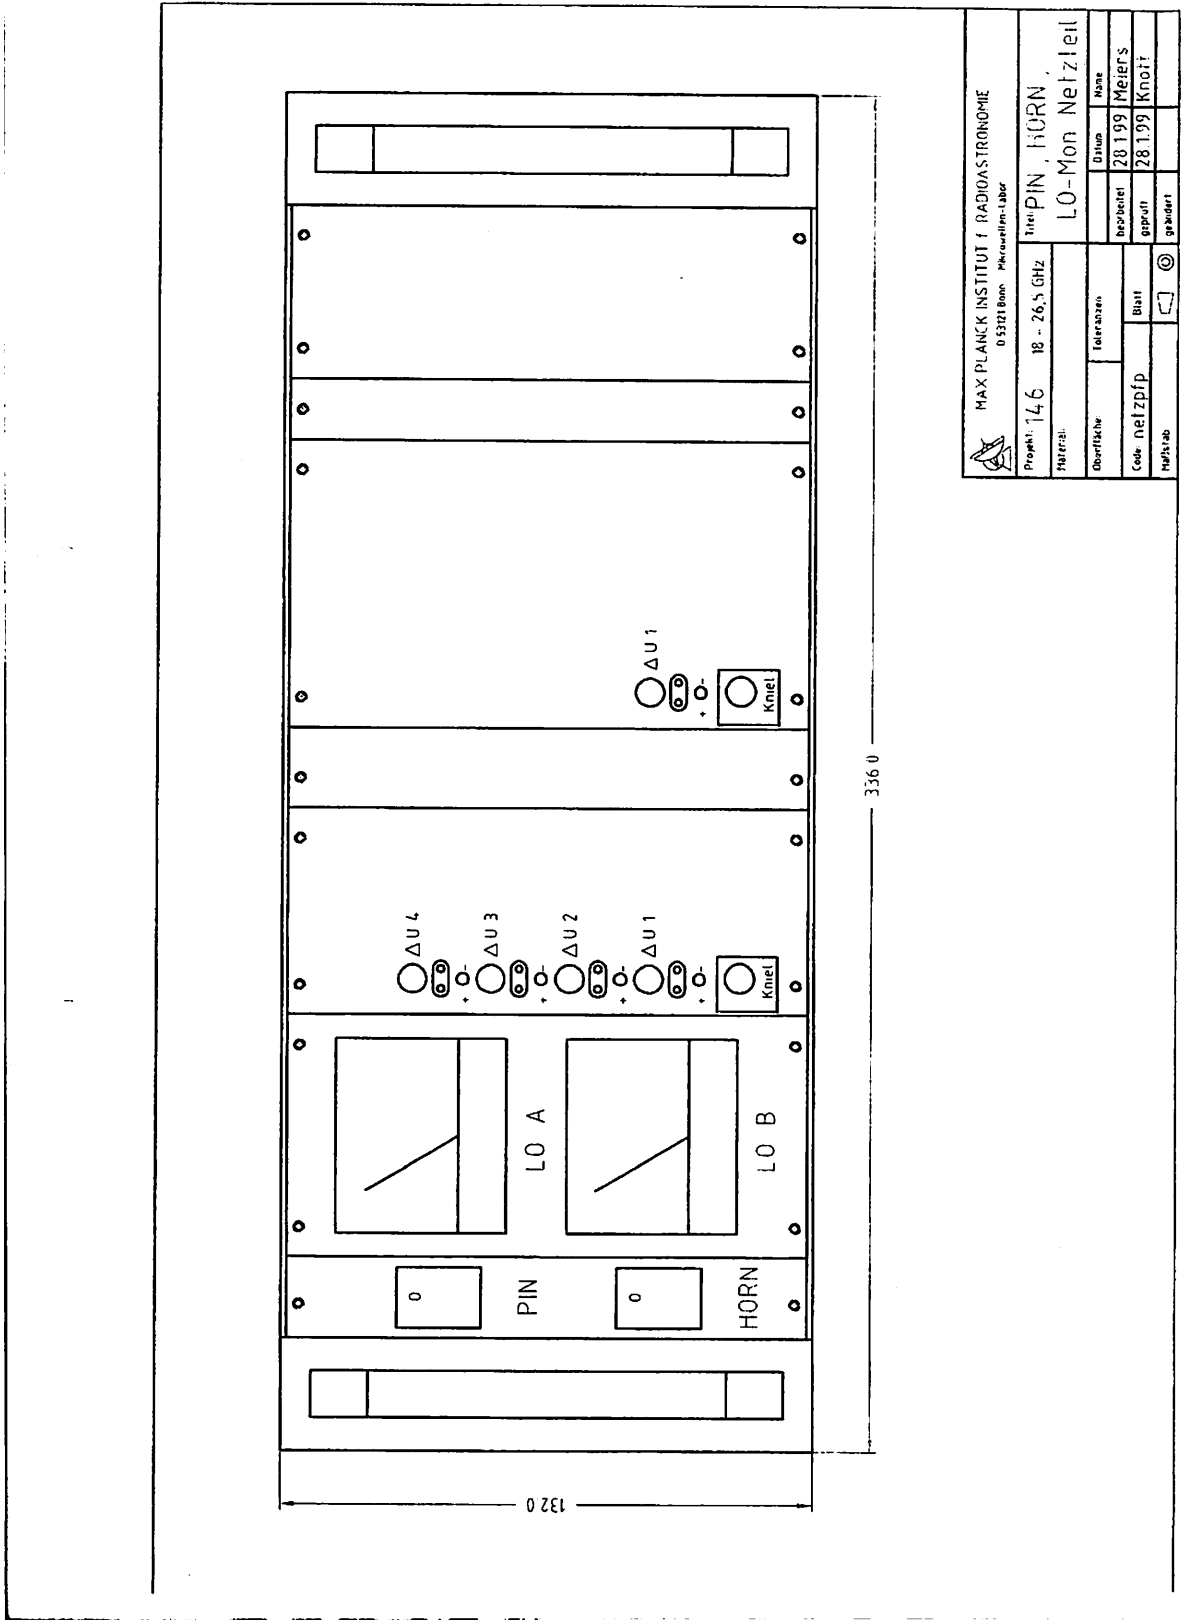 MAX PLANCK INSTITUT f RADIOASTRONOMIE
D 53121 Bonn Mikrowellen-Labor
Projekt: 146 18 - 26,5 GHz
Titel: PIN, HORN,
LO-Mon Netzteil
Material:
Oberfläche:
Toleranzen
Datum Name
bearbeitet 28 1 99 Meiers
geprüft 28.1.99 Knott
geändert
Code: netzpfp
Blatt
Maßstab
ΔU 1
+ -
Kniel
ΔU 4
+ -
ΔU 3
+ -
ΔU 2
+ -
ΔU 1
+ -
Kniel
LO A
LO B
0
PIN
0
HORN
336 0
132 0